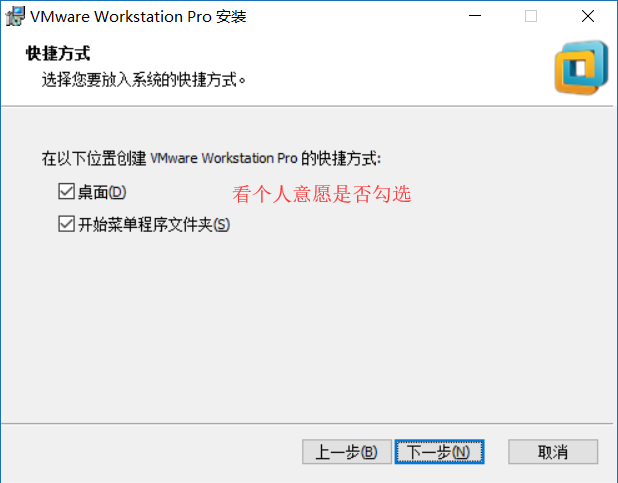 VMware Workstation Pro 安装
快捷方式
选择您要放入系统的快捷方式。
在以下位置创建 VMware Workstation Pro 的快捷方式:
桌面(D) 看个人意愿是否勾选
开始菜单程序文件夹(S)
上一步(B) 下一步(N) 取消